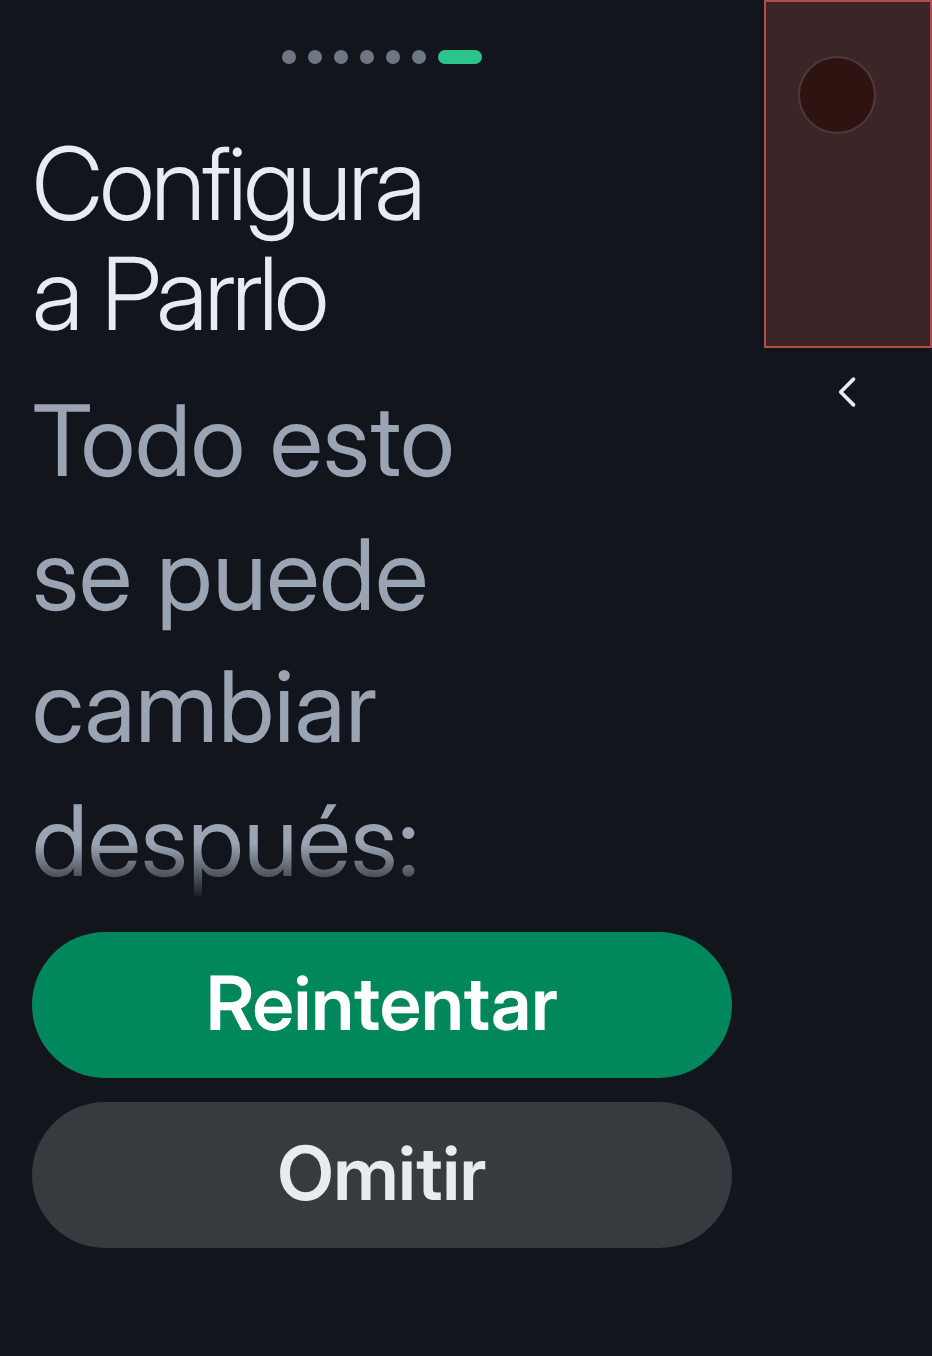 Configura
a Parrlo
Todo esto
se puede
cambiar
después:
Reintentar
Omitir